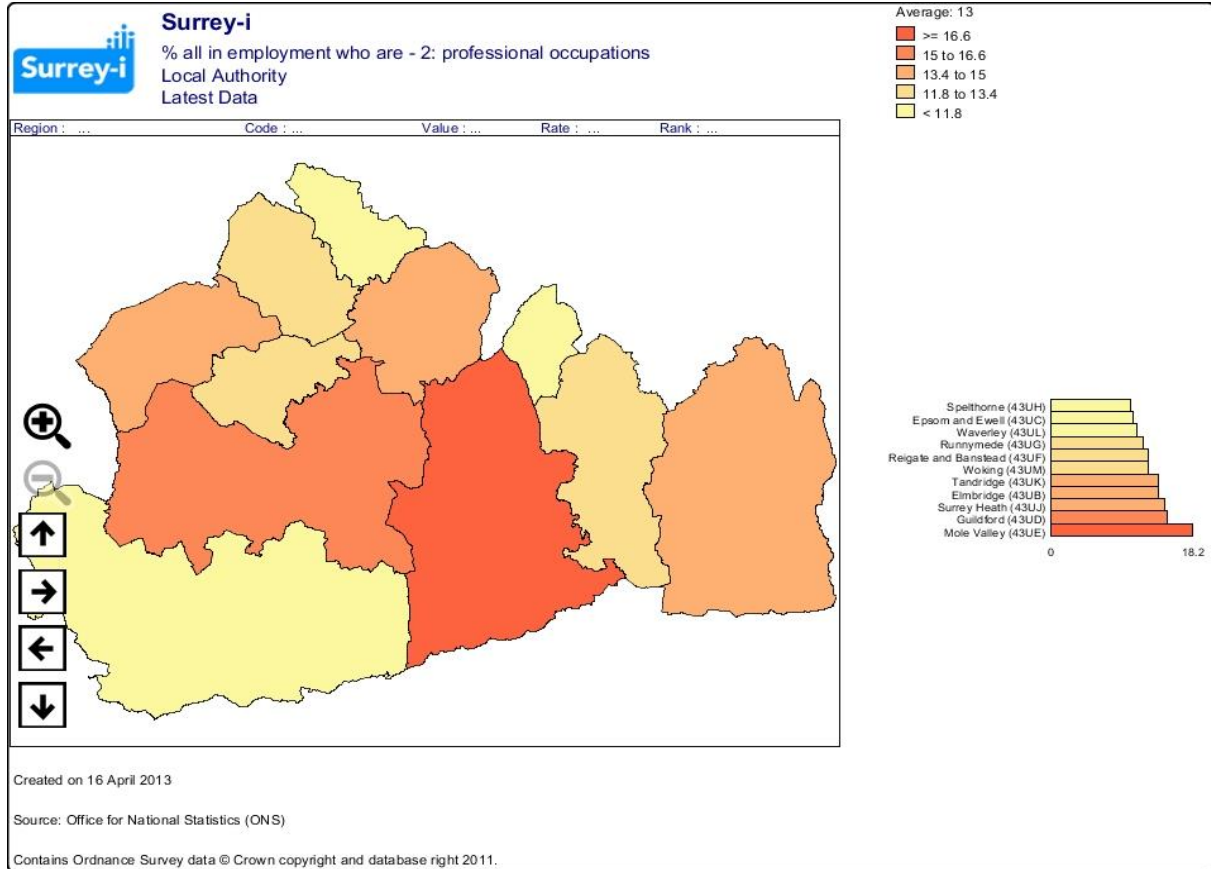 Surrey-i
Surrey-i
% all in employment who are - 2: professional occupations
Local Authority
Latest Data
Average: 13
>= 16.6
15 to 16.6
13.4 to 15
11.8 to 13.4
< 11.8
Region : ... Code : ... Value : ... Rate : ... Rank : ...
Spelthorne (43UH)
Epsom and Ewell (43UC)
Waverley (43UL)
Runnymede (43UG)
Reigate and Banstead (43UF)
Woking (43UM)
Tandridge (43UK)
Elmbridge (43UB)
Surrey Heath (43UJ)
Guildford (43UD)
Mole Valley (43UE)
0 18.2
Created on 16 April 2013
Source: Office for National Statistics (ONS)
Contains Ordnance Survey data © Crown copyright and database right 2011.